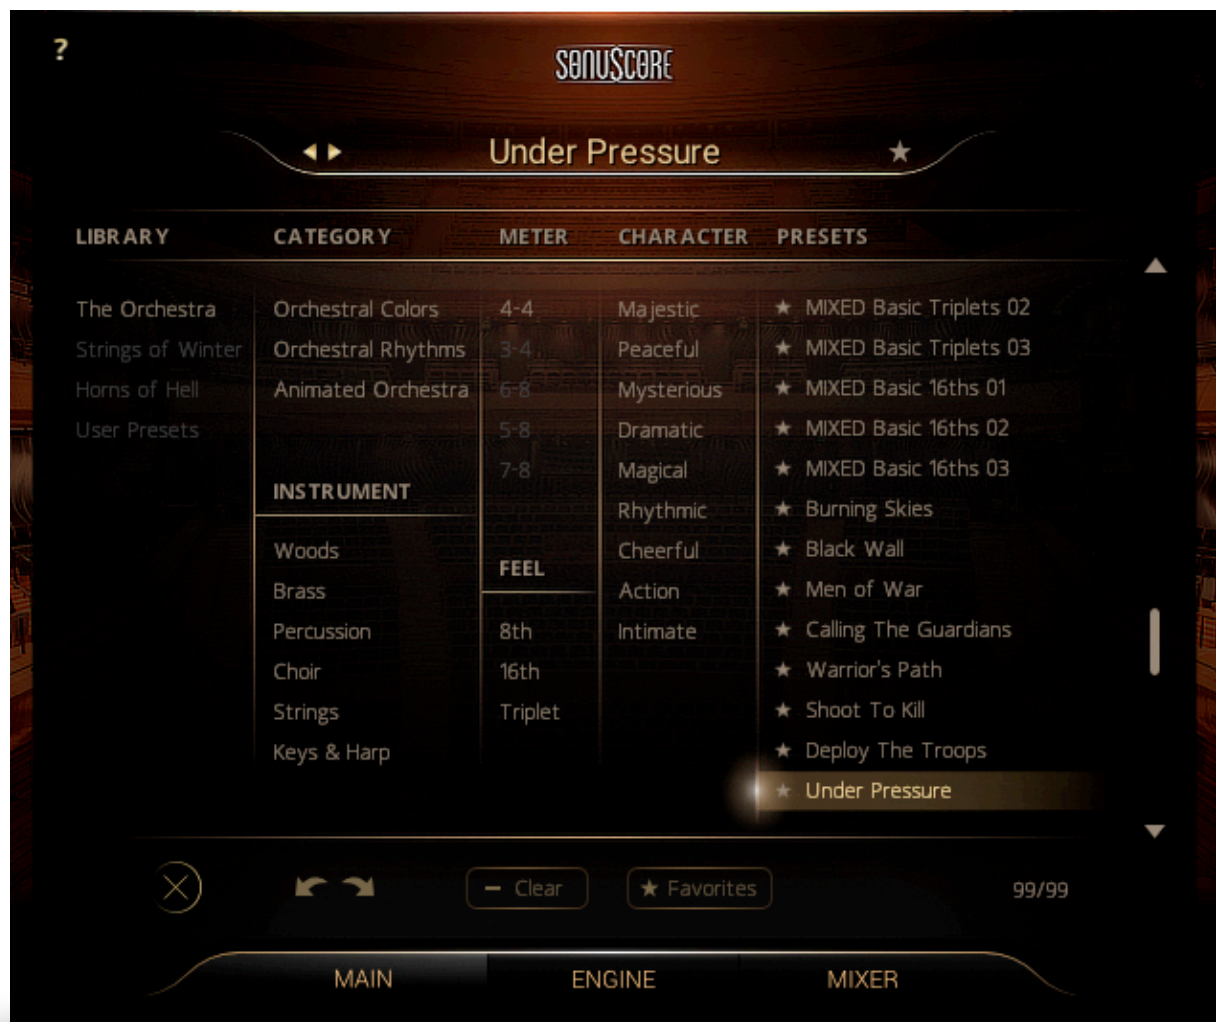 ?
SONUSCORE
Under Pressure
LIBRARY
CATEGORY
METER
CHARACTER
PRESETS
The Orchestra
Strings of Winter
Horns of Hell
User Presets
Orchestral Colors
Orchestral Rhythms
Animated Orchestra
INSTRUMENT
Woods
Brass
Percussion
Choir
Strings
Keys & Harp
4-4
3-4
6-8
5-8
7-8
FEEL
8th
16th
Triplet
Majestic
Peaceful
Mysterious
Dramatic
Magical
Rhythmic
Cheerful
Action
Intimate
★ MIXED Basic Triplets 02
★ MIXED Basic Triplets 03
★ MIXED Basic 16ths 01
★ MIXED Basic 16ths 02
★ MIXED Basic 16ths 03
★ Burning Skies
★ Black Wall
★ Men of War
★ Calling The Guardians
★ Warrior's Path
★ Shoot To Kill
★ Deploy The Troops
★ Under Pressure
− Clear
★ Favorites
99/99
MAIN
ENGINE
MIXER